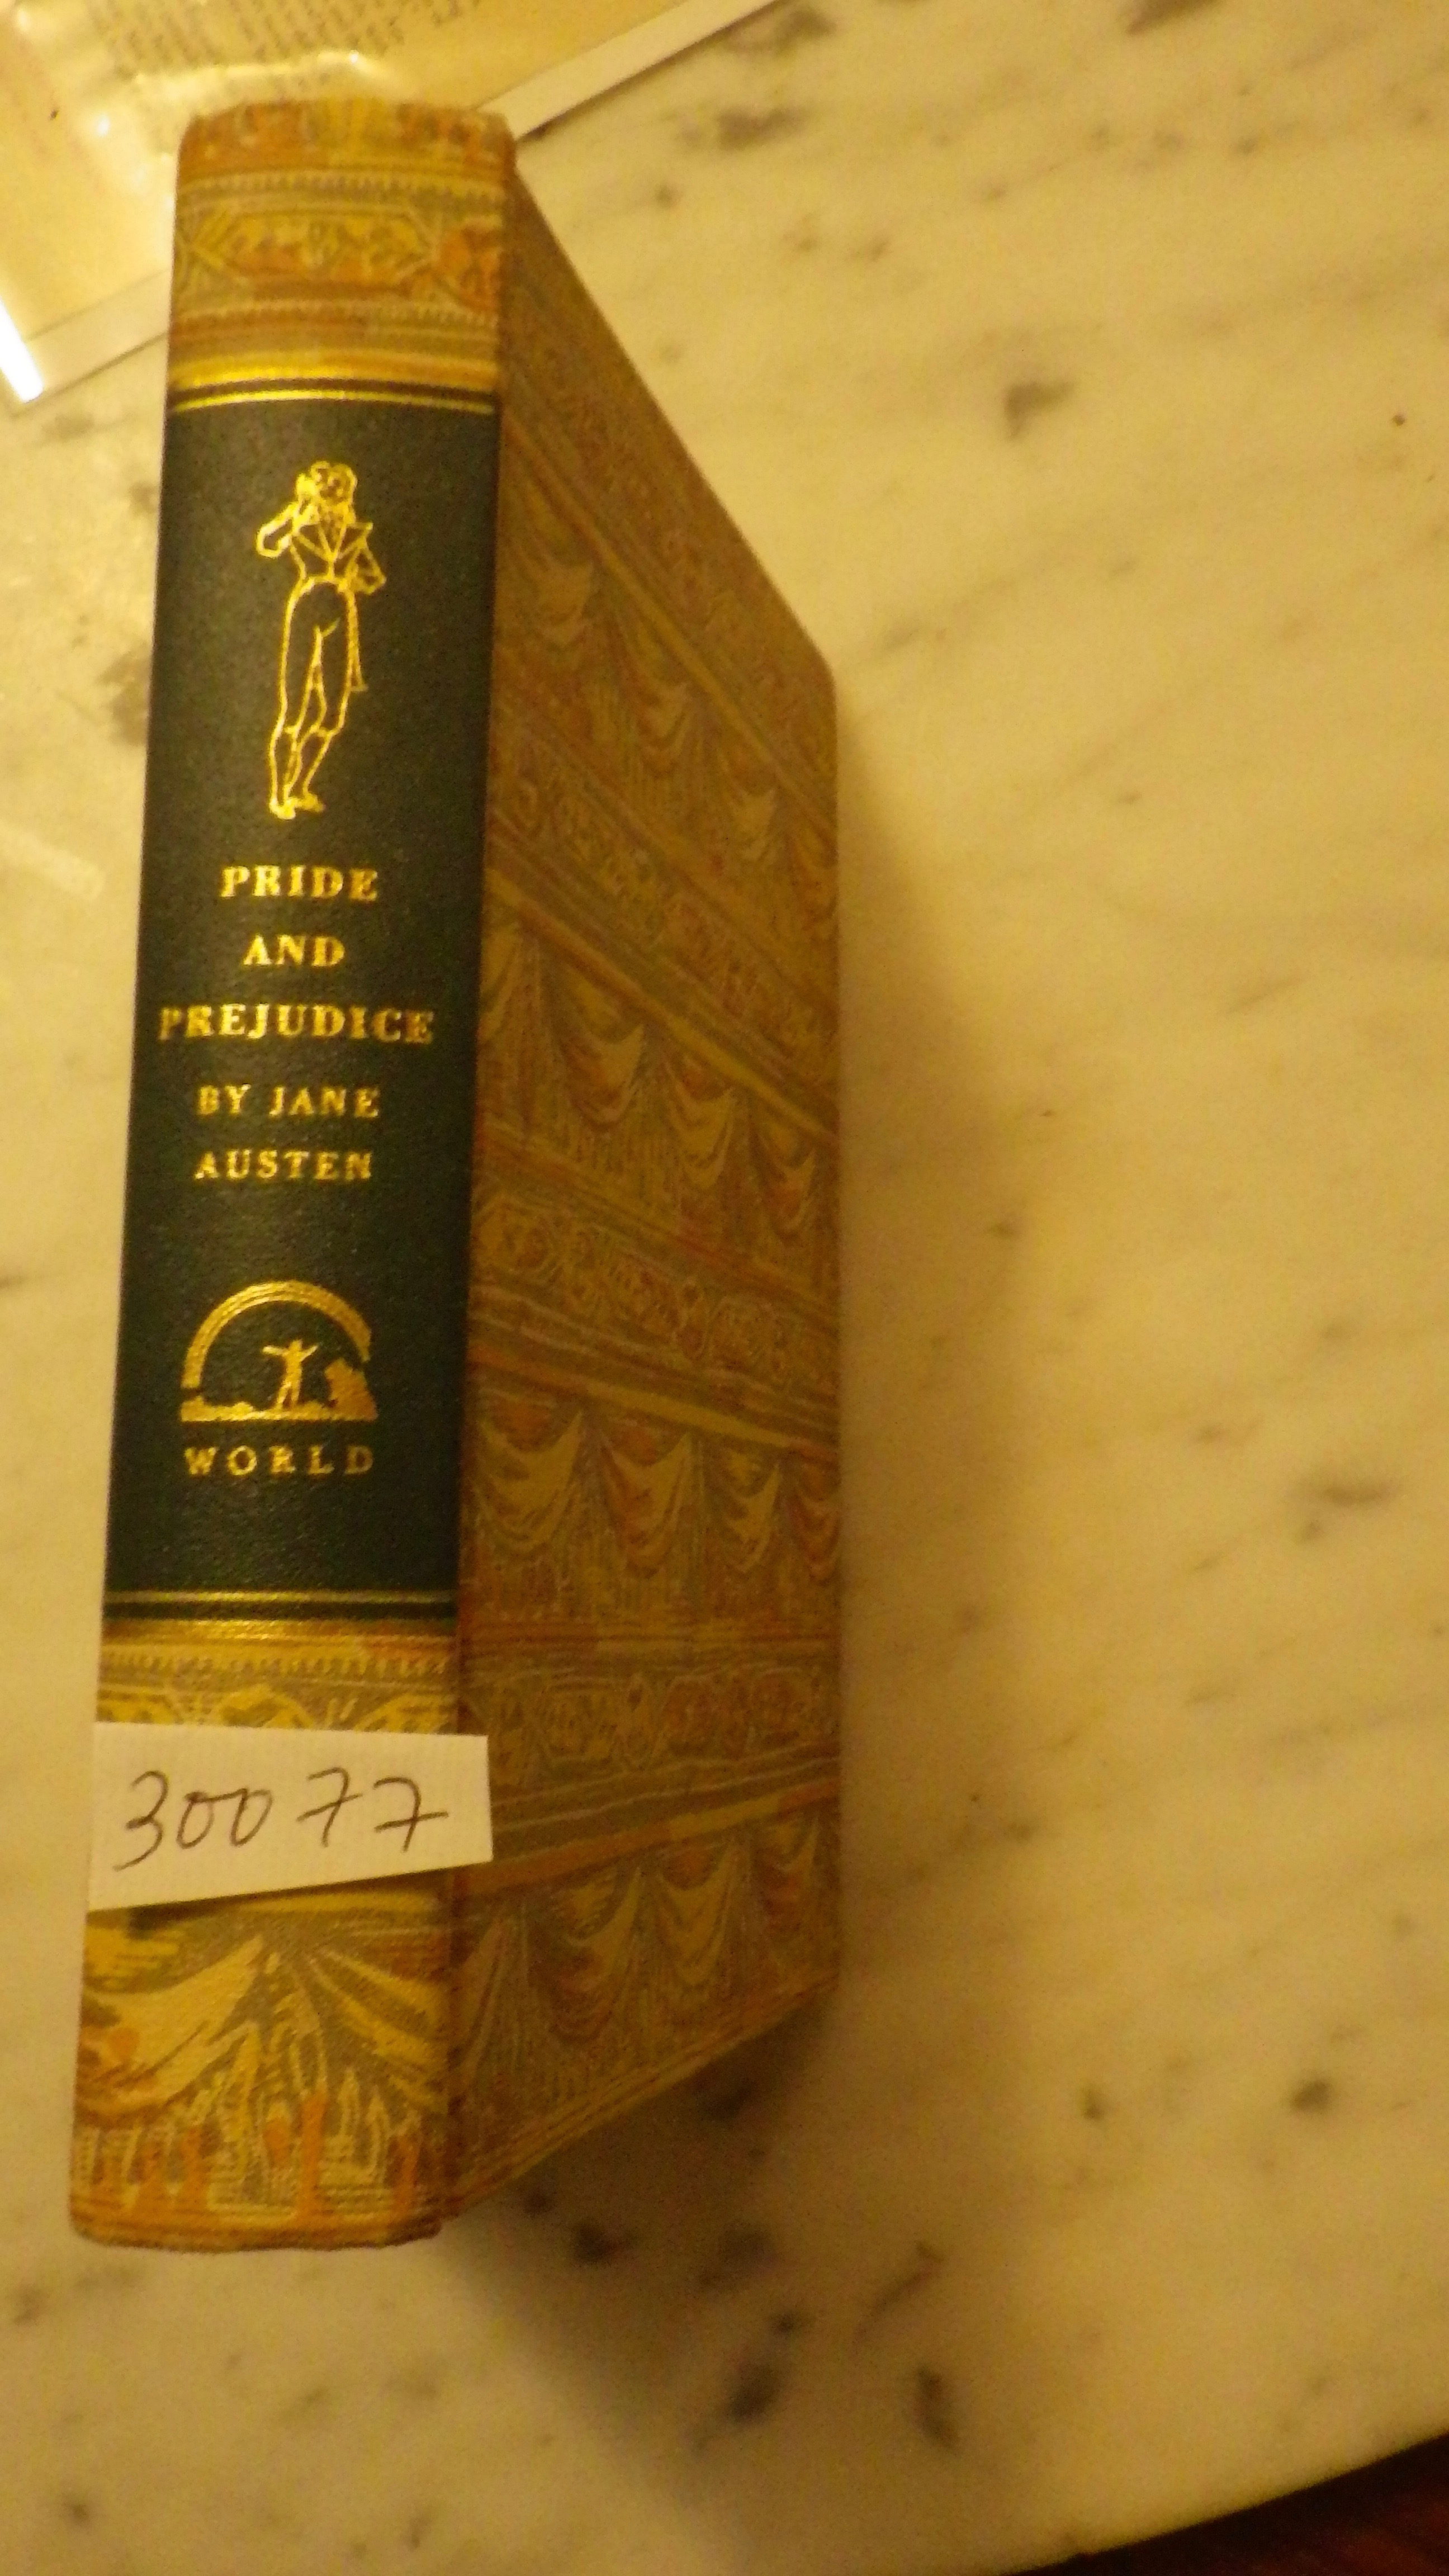 PRIDE
AND
PREJUDICE
BY JANE
AUSTEN
WORLD
30077